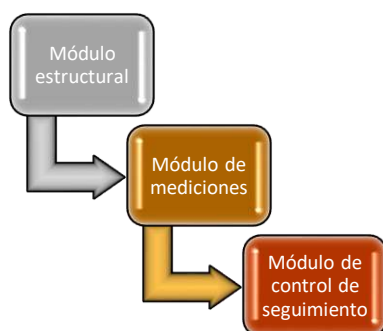 Módulo
estructural
Módulo de
mediciones
Módulo de
control de
seguimiento